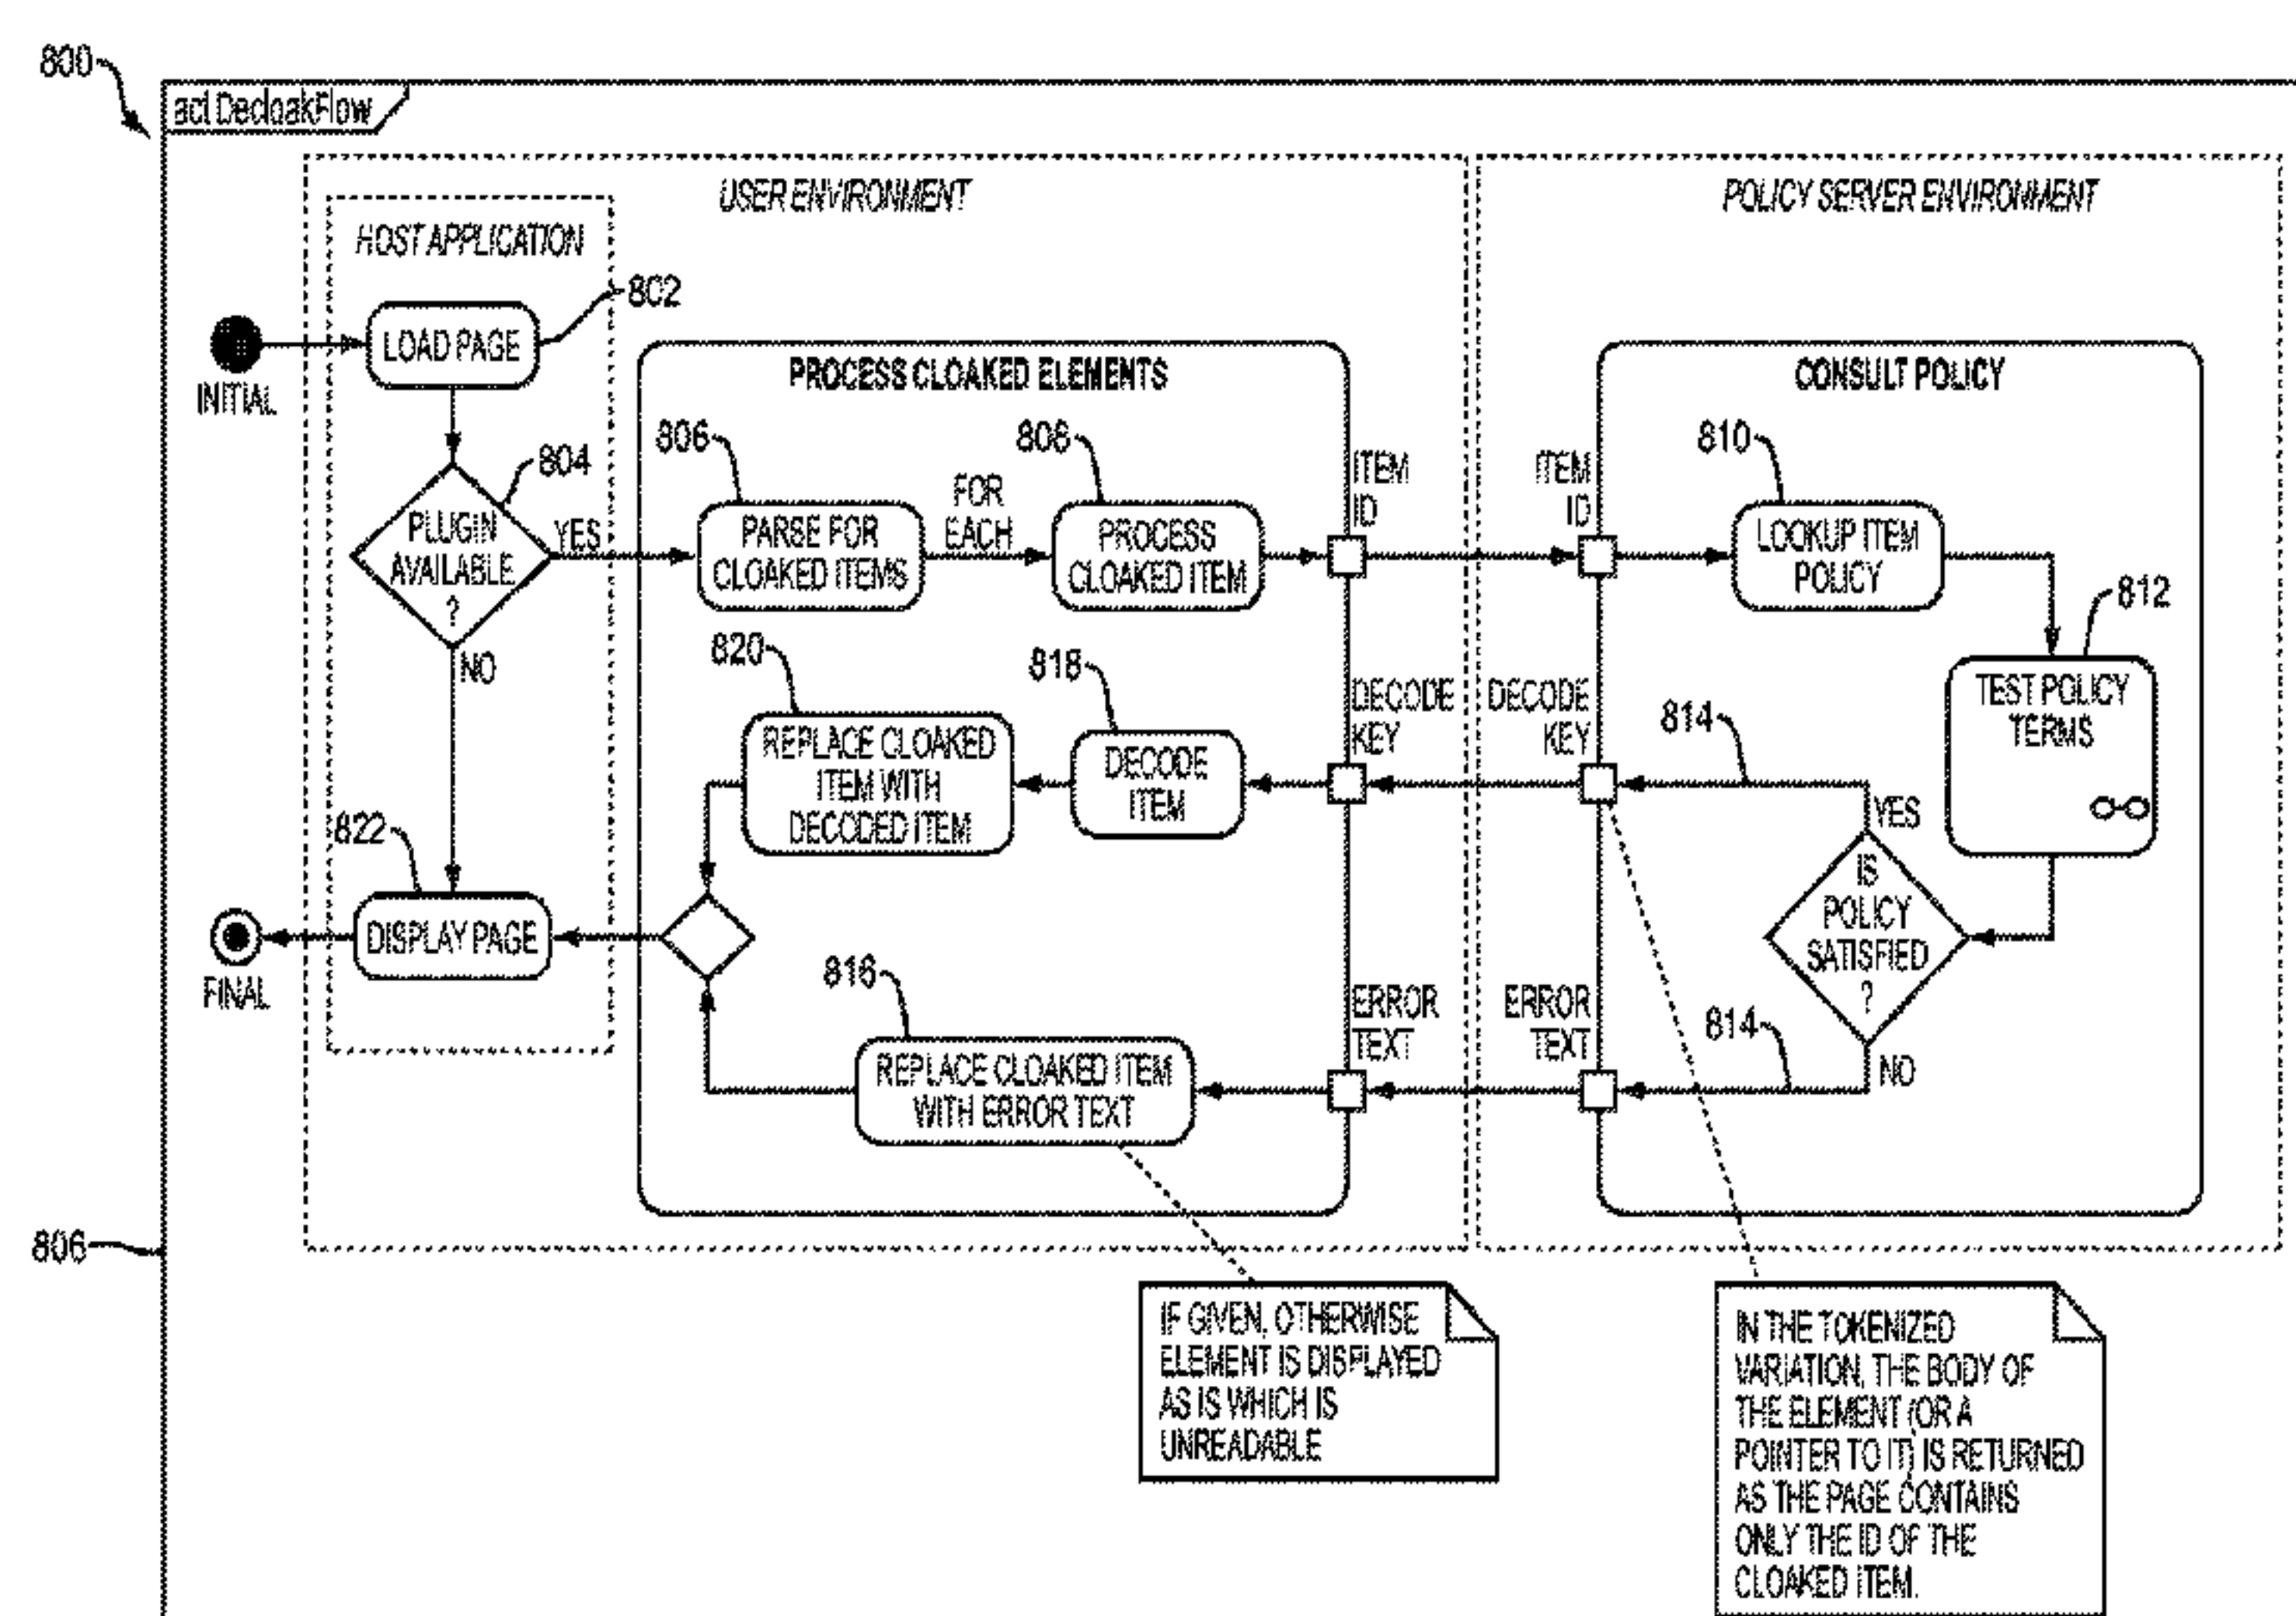 800
act DecloakFlow
USER ENVIRONMENT
POLICY SERVER ENVIRONMENT
HOST APPLICATION
802
LOAD PAGE
INITIAL
PROCESS CLOAKED ELEMENTS
CONSULT POLICY
804
PLUGIN
AVAILABLE
?
YES
NO
806
PARSE FOR
CLOAKED ITEMS
FOR
EACH
808
PROCESS
CLOAKED ITEM
ITEM
ID
ITEM
ID
810
LOOKUP ITEM
POLICY
812
TEST POLICY
TERMS
820
REPLACE CLOAKED
ITEM WITH
DECODED ITEM
818
DECODE
ITEM
DECODE
KEY
DECODE
KEY
814
YES
IS
POLICY
SATISFIED
?
NO
814
822
DISPLAY PAGE
FINAL
816
REPLACE CLOAKED ITEM
WITH ERROR TEXT
ERROR
TEXT
ERROR
TEXT
806
IF GIVEN, OTHERWISE
ELEMENT IS DISPLAYED
AS IS WHICH IS
UNREADABLE
IN THE TOKENIZED
VARIATION, THE BODY OF
THE ELEMENT (OR A
POINTER TO IT) IS RETURNED
AS THE PAGE CONTAINS
ONLY THE ID OF THE
CLOAKED ITEM.